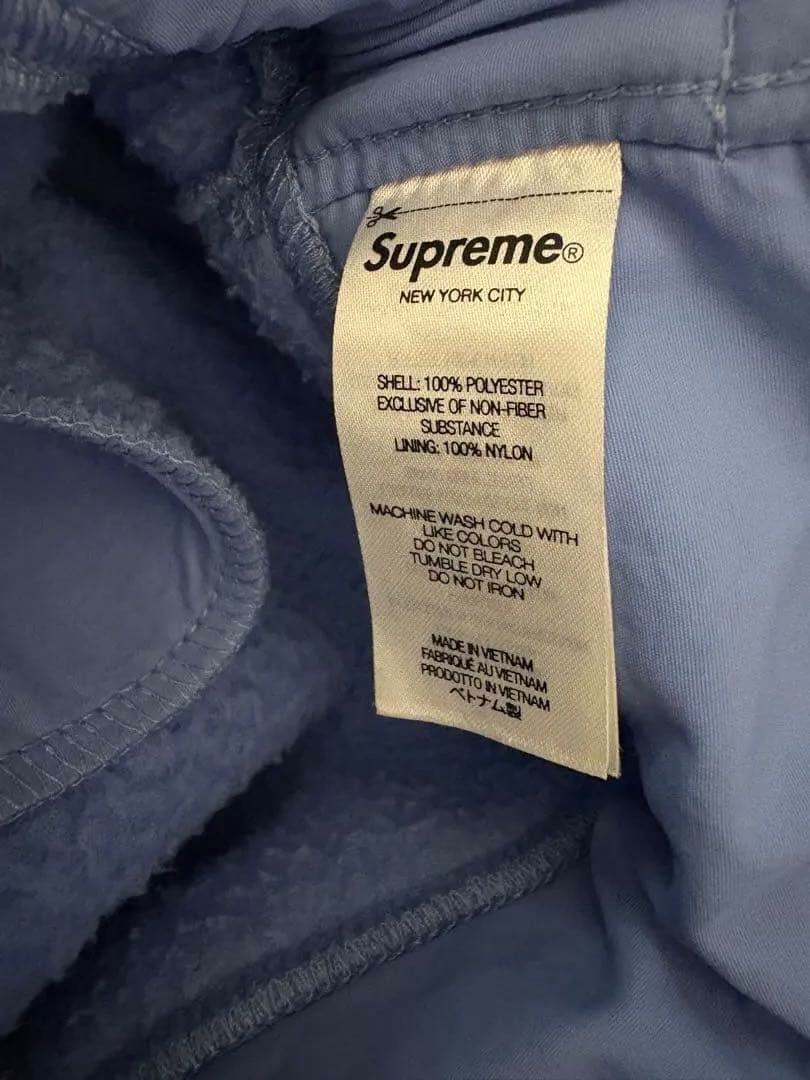 Supreme®
NEW YORK CITY
SHELL: 100% POLYESTER
EXCLUSIVE OF NON-FIBER
SUBSTANCE
LINING: 100% NYLON
MACHINE WASH COLD WITH
LIKE COLORS
DO NOT BLEACH
TUMBLE DRY LOW
DO NOT IRON
MADE IN VIETNAM
FABRIQUÉ AU VIETNAM
PRODOTTO IN VIETNAM
ベトナム製